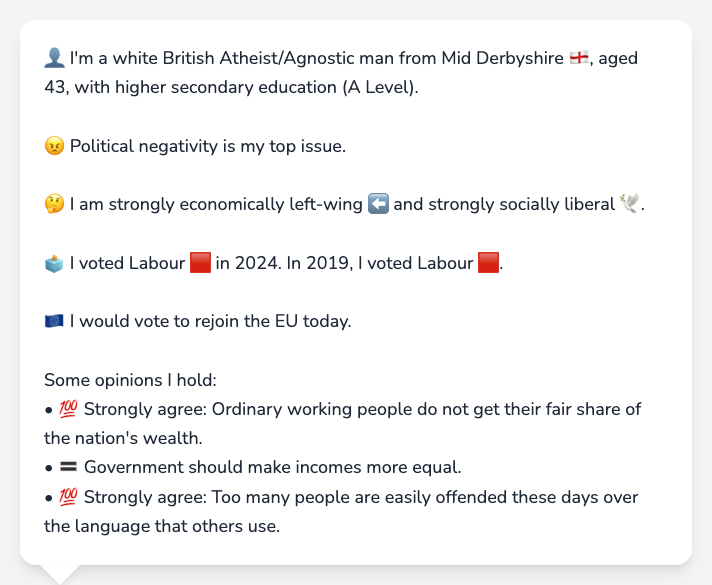 👤 I'm a white British Atheist/Agnostic man from Mid Derbyshire 🏴󠁧󠁢󠁥󠁮󠁧󠁿, aged
43, with higher secondary education (A Level).
😠 Political negativity is my top issue.
🤔 I am strongly economically left-wing ⬅️ and strongly socially liberal 🕊️.
🗳️ I voted Labour 🟥 in 2024. In 2019, I voted Labour 🟥.
🇪🇺 I would vote to rejoin the EU today.
Some opinions I hold:
• 💯 Strongly agree: Ordinary working people do not get their fair share of
the nation's wealth.
• 🟰 Government should make incomes more equal.
• 💯 Strongly agree: Too many people are easily offended these days over
the language that others use.